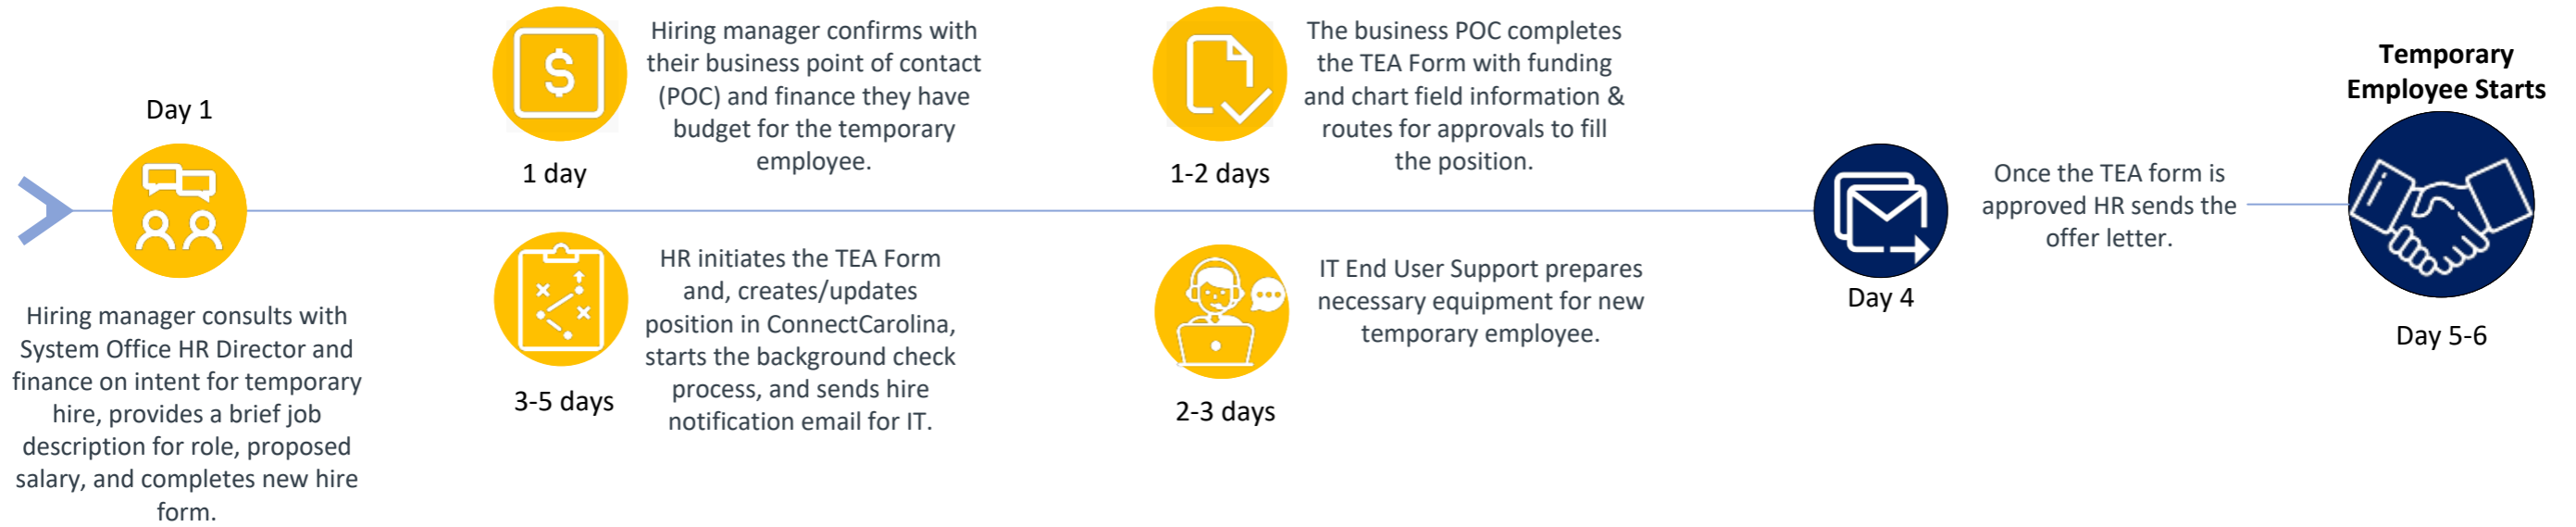 Day 1
Hiring manager consults with
System Office HR Director and
finance on intent for temporary
hire, provides a brief job
description for role, proposed
salary, and completes new hire
form.
Hiring manager confirms with
their business point of contact
(POC) and finance they have
budget for the temporary
employee.
1 day
HR initiates the TEA Form
and, creates/updates
position in ConnectCarolina,
starts the background check
process, and sends hire
notification email for IT.
3-5 days
The business POC completes
the TEA Form with funding
and chart field information &
routes for approvals to fill
the position.
1-2 days
IT End User Support prepares
necessary equipment for new
temporary employee.
2-3 days
Day 4
Once the TEA form is
approved HR sends the
offer letter.
Temporary
Employee Starts
Day 5-6